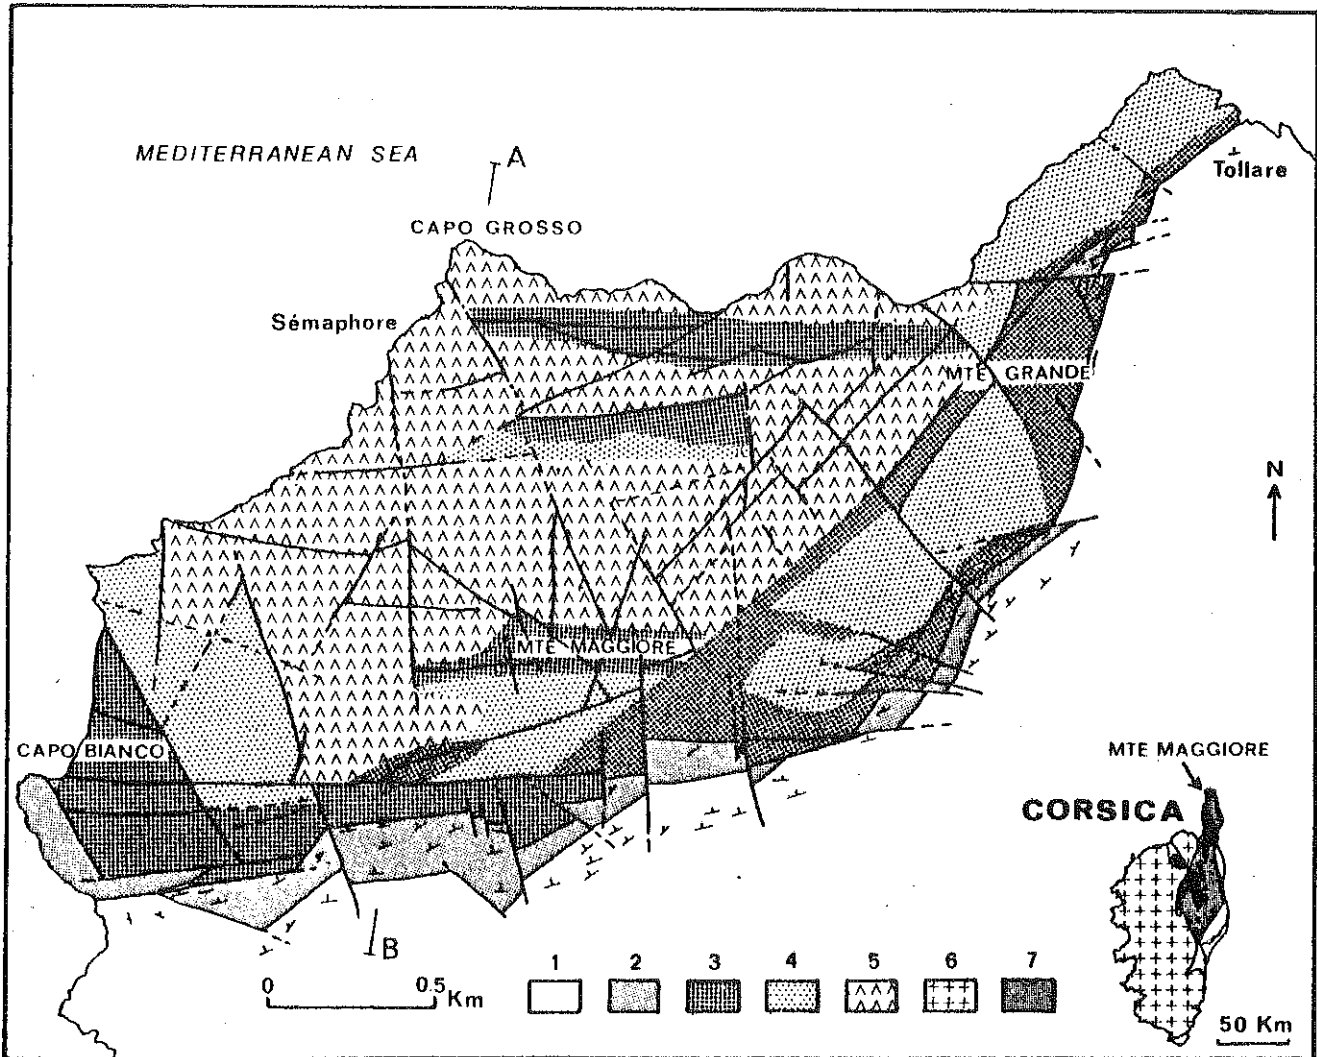 MEDITERRANEAN SEA
A
CAPO GROSSO
Tollare
Sémaphore
MTE GRANDE
N
MTE MAGGIORE
CAPO BIANCO
MTE MAGGIORE
CORSICA
B
0 0.5 Km
1 2 3 4 5 6 7
50 Km